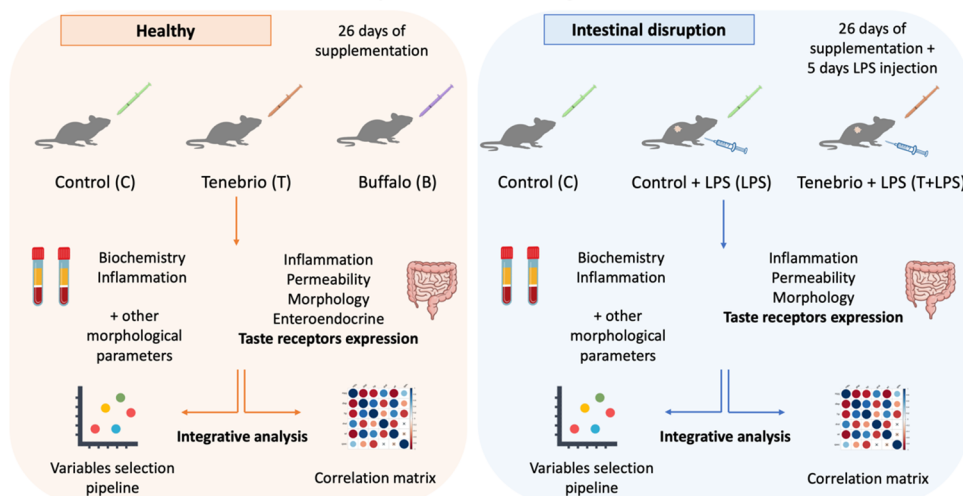 Healthy
26 days
of supplementation
Control (C)
Tenebrio (T)
Buffalo (B)
Biochemistry
Inflammation
+ other
morphological
parameters
Inflammation
Permeability
Morphology
Enteroendocrine
Taste receptors expression
Integrative analysis
Variables selection
pipeline
Correlation matrix
Intestinal disruption
26 days of
supplementation +
5 days LPS injection
Control (C)
Control + LPS (LPS)
Tenebrio + LPS (T+LPS)
Biochemistry
Inflammation
+ other
morphological
parameters
Inflammation
Permeability
Morphology
Taste receptors expression
Integrative analysis
Variables selection
pipeline
Correlation matrix